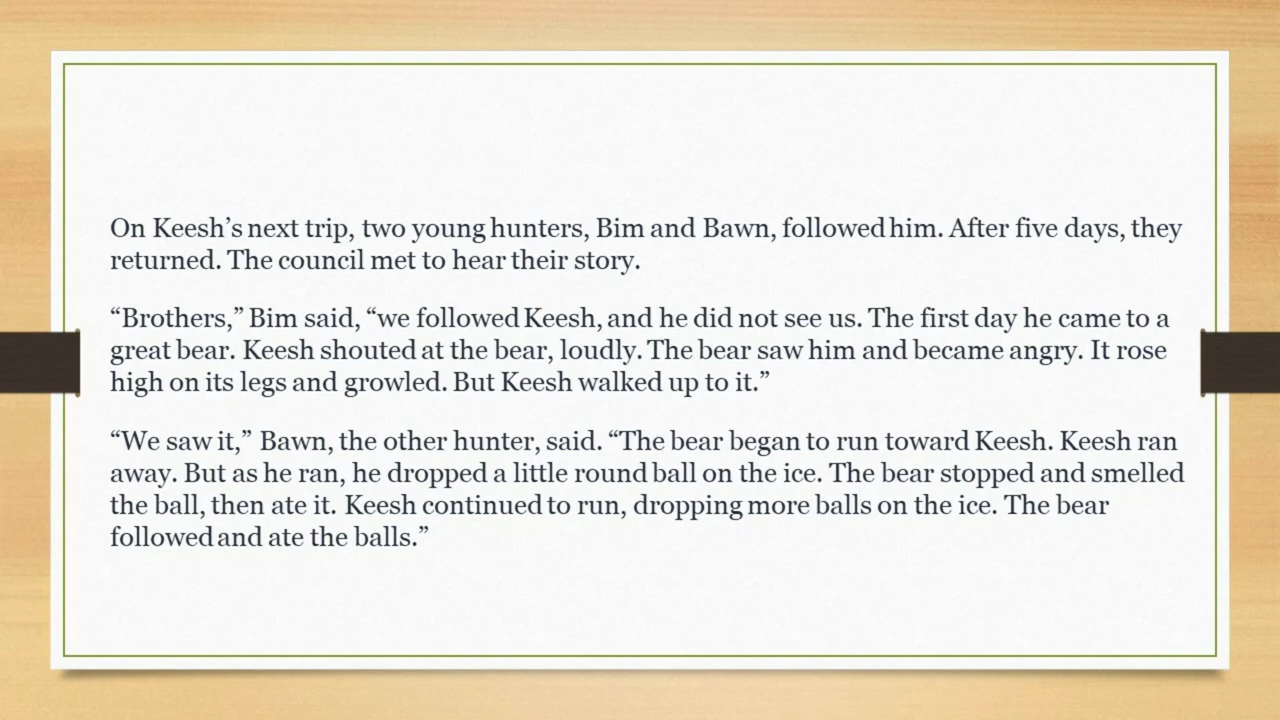 On Keesh’s next trip, two young hunters, Bim and Bawn, followed him. After five days, they
returned. The council met to hear their story.
“Brothers,” Bim said, “we followed Keesh, and he did not see us. The first day he came to a
great bear. Keesh shouted at the bear, loudly. The bear saw him and became angry. It rose
high on its legs and growled. But Keesh walked up to it.”
“We saw it,” Bawn, the other hunter, said. “The bear began to run toward Keesh. Keesh ran
away. But as he ran, he dropped a little round ball on the ice. The bear stopped and smelled
the ball, then ate it. Keesh continued to run, dropping more balls on the ice. The bear
followed and ate the balls.”